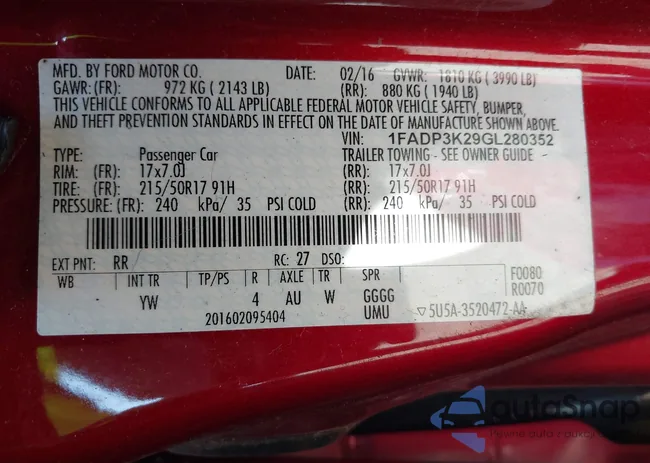 MFD. BY FORD MOTOR CO. DATE: 02/16 GVWR: 1810 KG ( 3990 LB)
GAWR: (FR): 972 KG ( 2143 LB) (RR): 880 KG ( 1940 LB)
THIS VEHICLE CONFORMS TO ALL APPLICABLE FEDERAL MOTOR VEHICLE SAFETY, BUMPER,
AND THEFT PREVENTION STANDARDS IN EFFECT ON THE DATE OF MANUFACTURE SHOWN ABOVE.
VIN: 1FADP3K29GL280352
TYPE: Passenger Car TRAILER TOWING - SEE OWNER GUIDE
RIM: (FR): 17x7.0J (RR): 17x7.0J
TIRE: (FR): 215/50R17 91H (RR): 215/50R17 91H
PRESSURE: (FR): 240 kPa/ 35 PSI COLD (RR): 240 kPa/ 35 PSI COLD
EXT PNT: RR/ RC: 27 DSO:
WB INT TR TP/PS R AXLE TR SPR F0080
YW 4 AU W GGGG R0070
201602095404 UMU ▽5U5A-3520472-AA
autoSnap
Pewne auta z aukcji